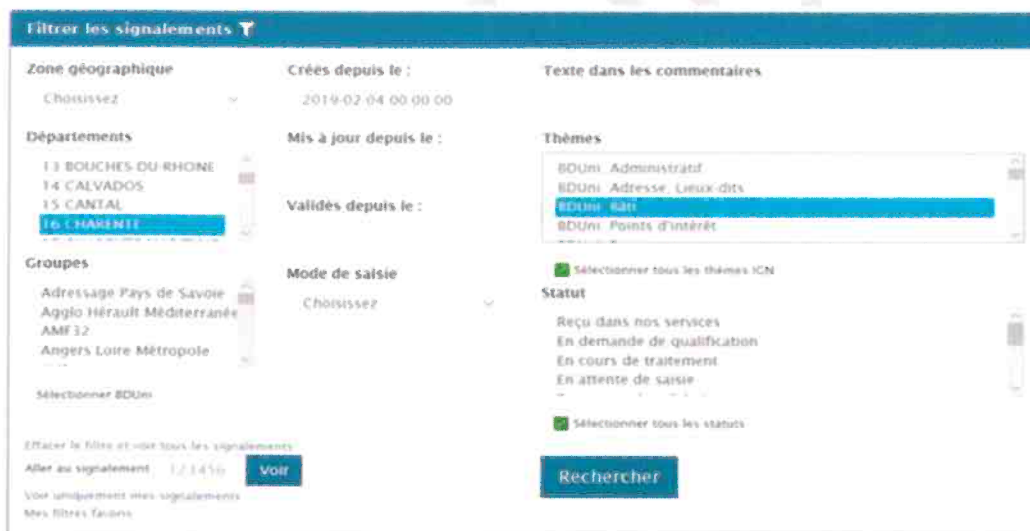 Filtrer les signalements
Zone géographique
Choisissez
Départements
13 BOUCHES-DU-RHONE
14 CALVADOS
15 CANTAL
16 CHARENTE
Groupes
Adressage Pays de Savoie
Agglo Hérault Méditerranée
AMF32
Angers Loire Métropole
Sélectionner BDUni
Effacer le filtre et voir tous les signalements
Aller au signalement 123456 Voir
Voir uniquement mes signalements
Mes filtres favoris
Créés depuis le :
2019-02-04 00:00:00
Mis à jour depuis le :
Validés depuis le :
Mode de saisie
Choisissez
Texte dans les commentaires
Thèmes
BDUni Administratif
BDUni Adresse, Lieux-dits
BDUni Bâti
BDUni Points d'intérêt
Sélectionner tous les thèmes IGN
Statut
Reçu dans nos services
En demande de qualification
En cours de traitement
En attente de saisie
Sélectionner tous les statuts
Rechercher